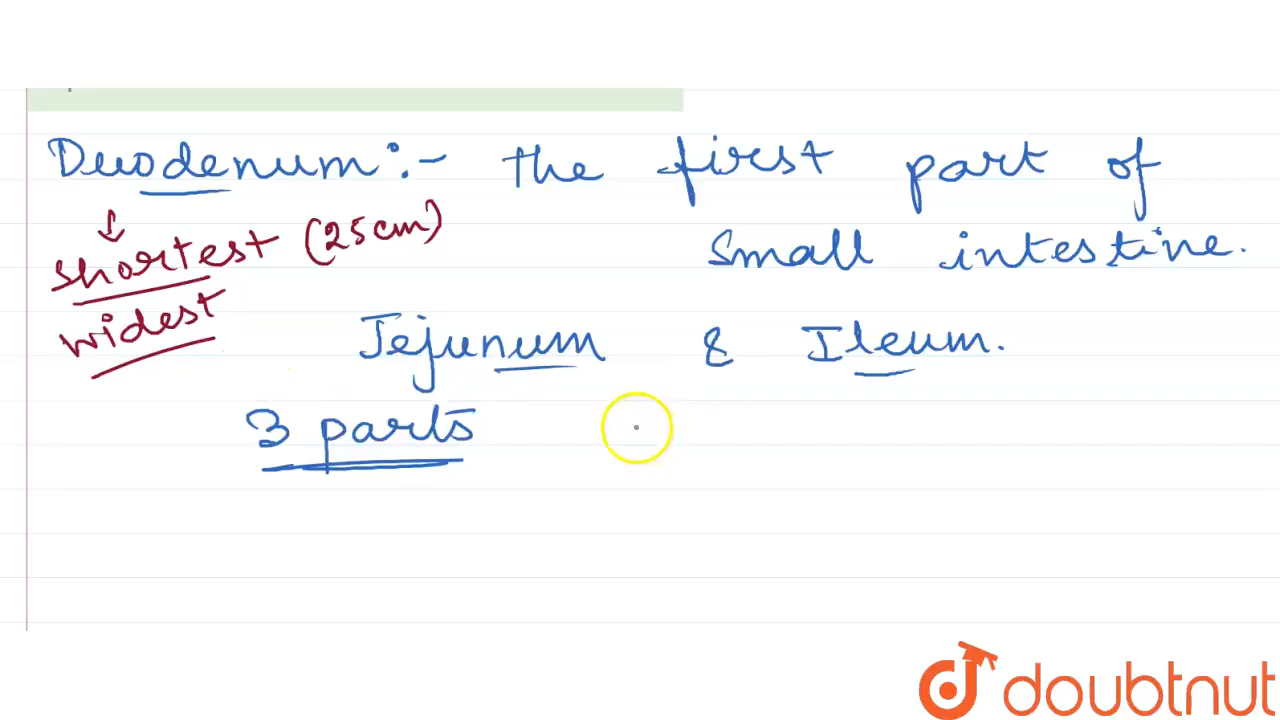 Duodenum :- the first part of
small intestine.
shortest (25cm)
widest
Jejunum & Ileum.
3 parts
doubtnut